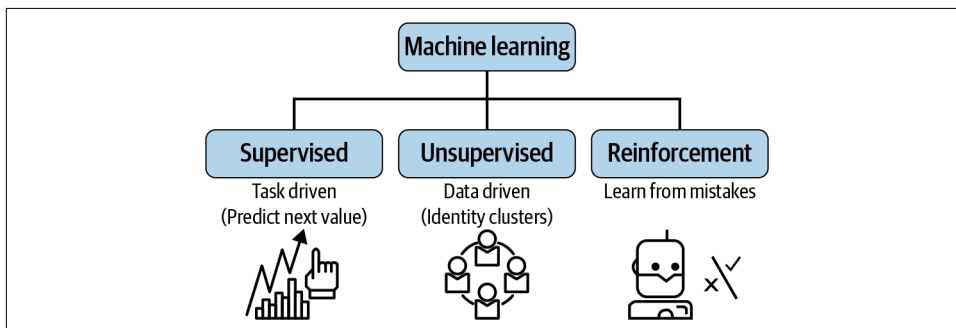 Machine learning
Supervised
Unsupervised
Reinforcement
Task driven
(Predict next value)
Data driven
(Identity clusters)
Learn from mistakes